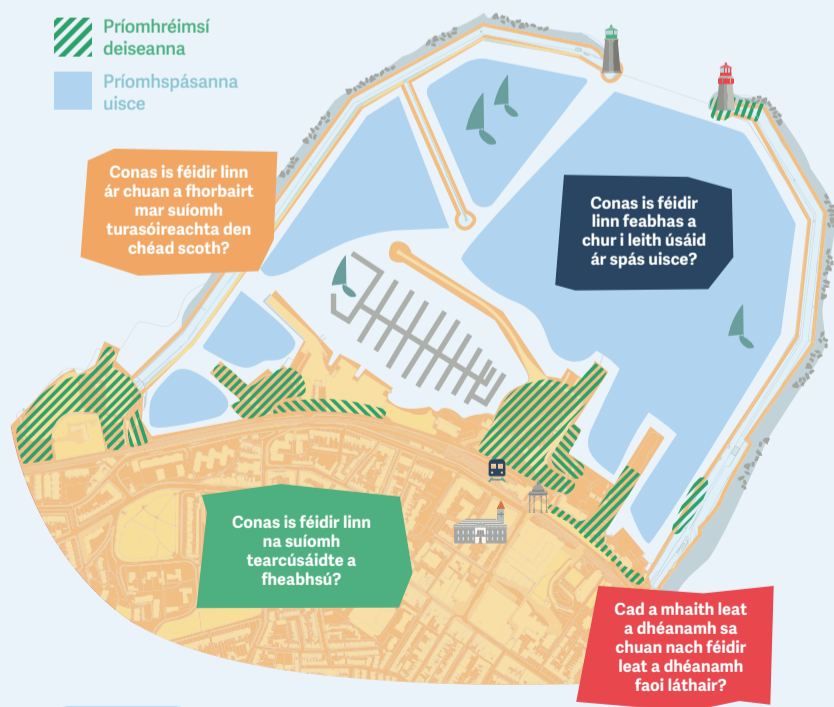 Príomhréimsí
deiseanna
Príomhspásanna
uisce
Conas is féidir linn
ár chuan a fhorbairt
mar suíomh
turasóireachta den
chéad scoth?
Conas is féidir
linn feabhas a
chur i leith úsáid
ár spás uisce?
Conas is féidir linn
na suíomh
tearcúsáidte a
fheabhsú?
Cad a mhaith leat
a dhéanamh sa
chuan nach féidir
leat a dhéanamh
faoi láthair?